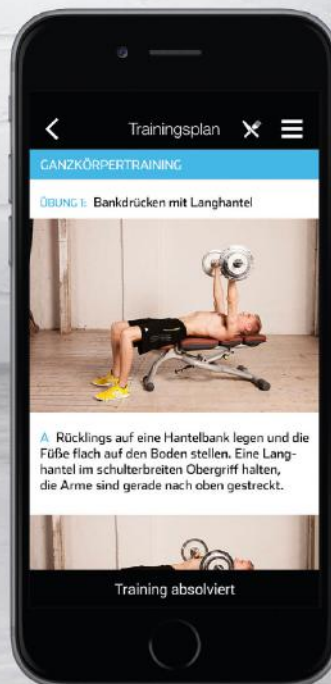 Trainingsplan
GANZKÖRPERTRAINING
ÜBUNG 1: Bankdrücken mit Langhantel
A Rücklings auf eine Hantelbank legen und die
Füße flach auf den Boden stellen. Eine Lang-
hantel im schulterbreiten Obergriff halten,
die Arme sind gerade nach oben gestreckt.
Training absolviert